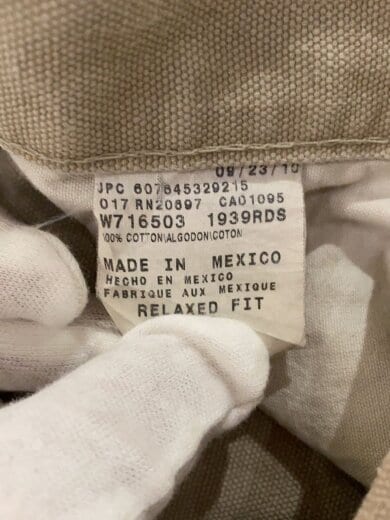 09/23/10
JPC 607645329215
017 RN20697 CA01095
W716503 1939RDS
100% COTTON\ALGODON\COTON
MADE IN MEXICO
HECHO EN MEXICO
FABRIQUE AUX MEXIQUE
RELAXED FIT